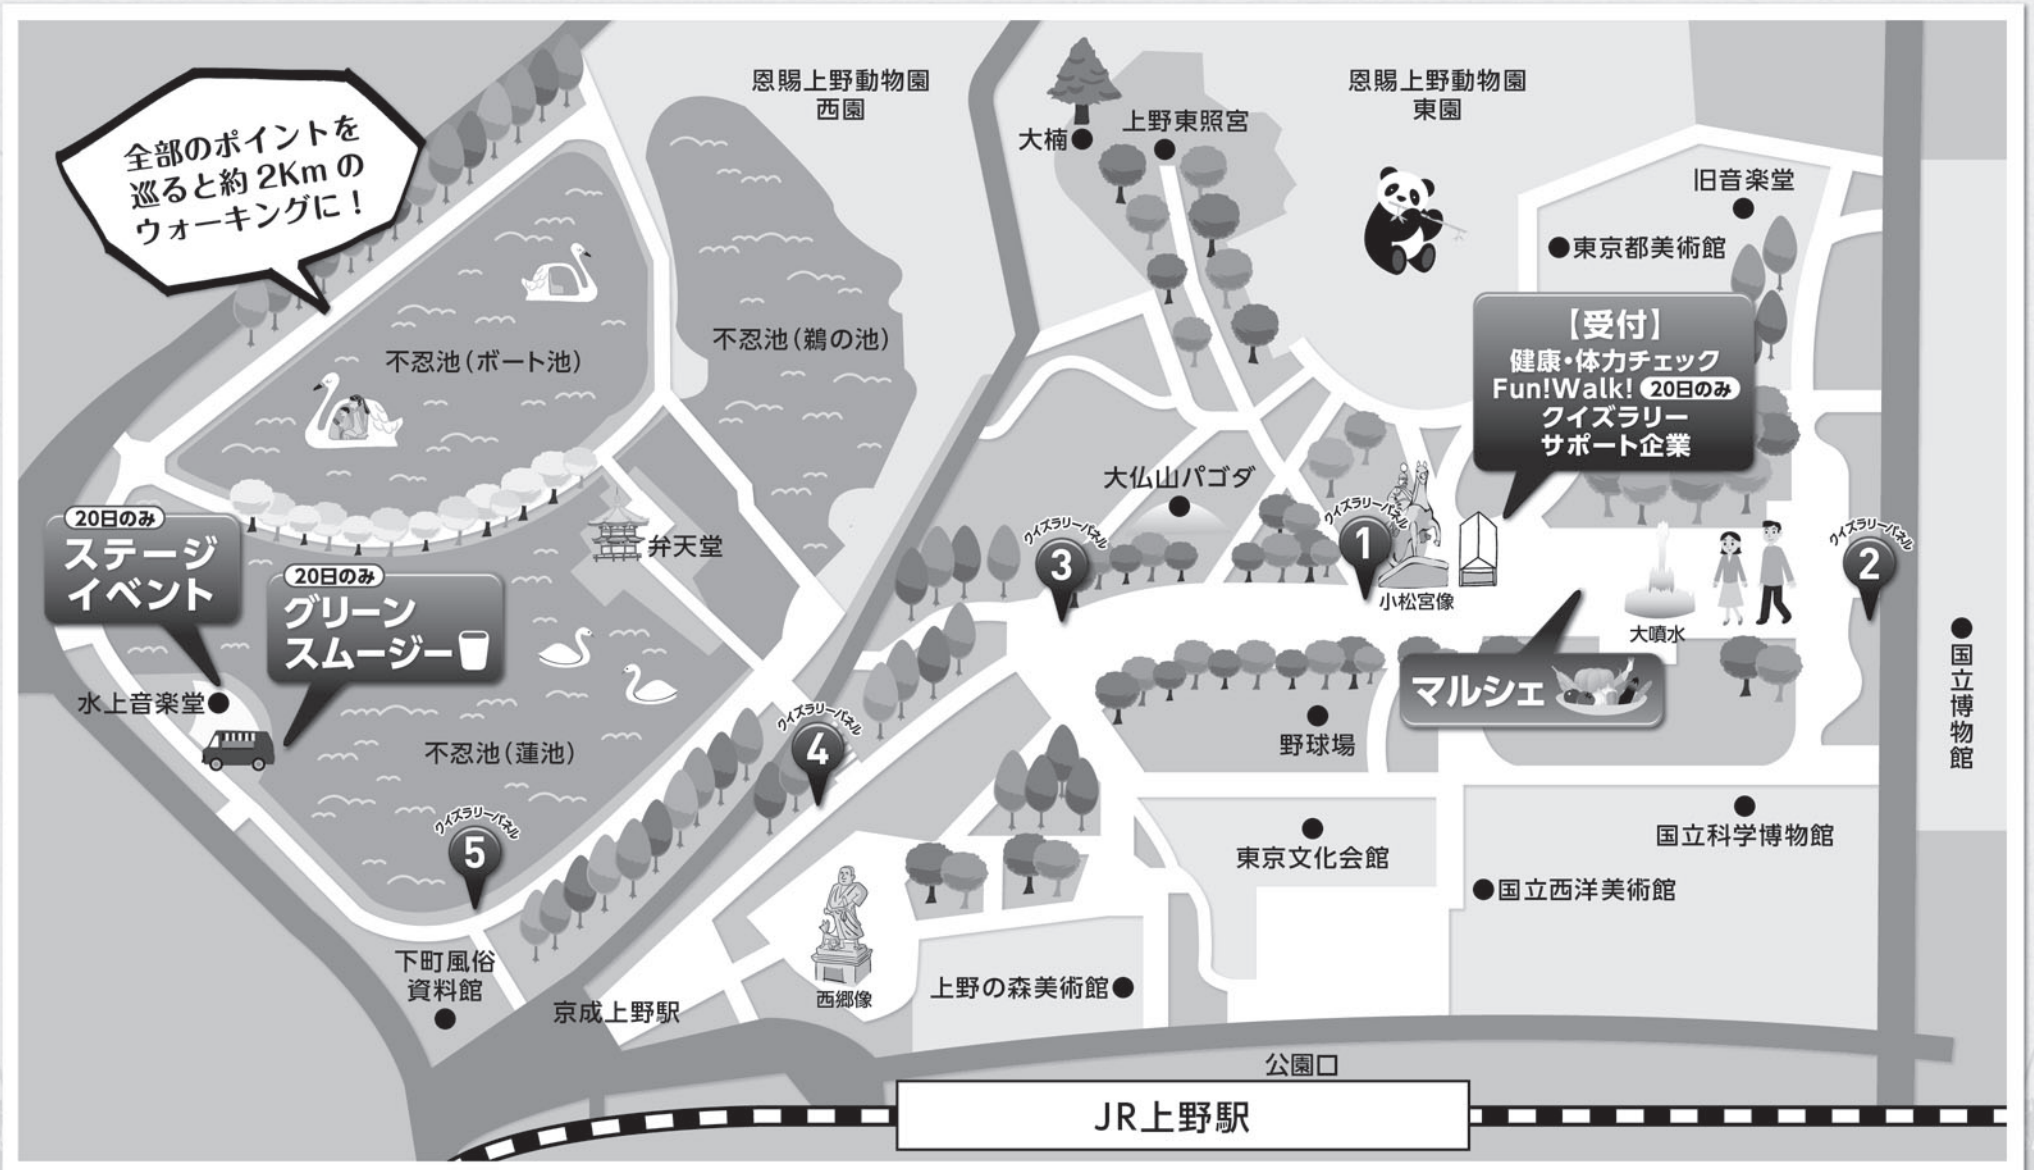 全部のポイントを
巡ると約2Kmの
ウォーキングに!
恩賜上野動物園
西園
大楠
上野東照宮
恩賜上野動物園
東園
旧音楽堂
東京都美術館
【受付】
健康・体力チェック
Fun!Walk! 20日のみ
クイズラリー
サポート企業
不忍池(ボート池)
不忍池(鵜の池)
大仏山パゴダ
クイズラリーパネル
1
小松宮像
クイズラリーパネル
2
大噴水
クイズラリーパネル
3
マルシェ
国立博物館
弁天堂
20日のみ
ステージ
イベント
20日のみ
グリーン
スムージー
水上音楽堂
不忍池(蓮池)
クイズラリーパネル
4
クイズラリーパネル
5
野球場
東京文化会館
国立科学博物館
国立西洋美術館
下町風俗
資料館
京成上野駅
西郷像
上野の森美術館
公園口
JR上野駅